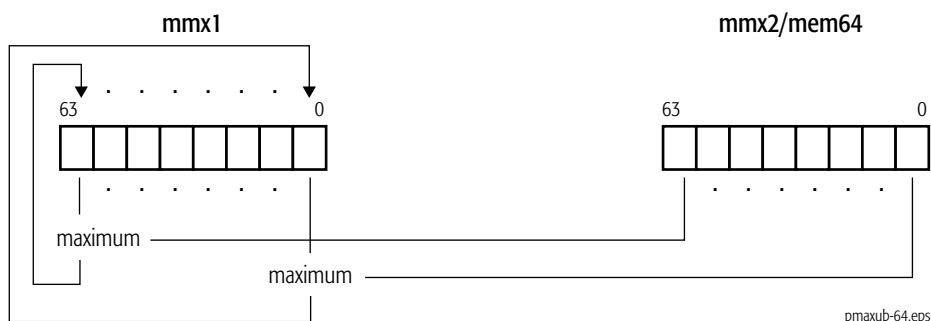 mmx1 mmx2/mem64
. . . . . .
63 0 63 0
. . . . . . . . . . . .
maximum
maximum
pmaxub-64.eps